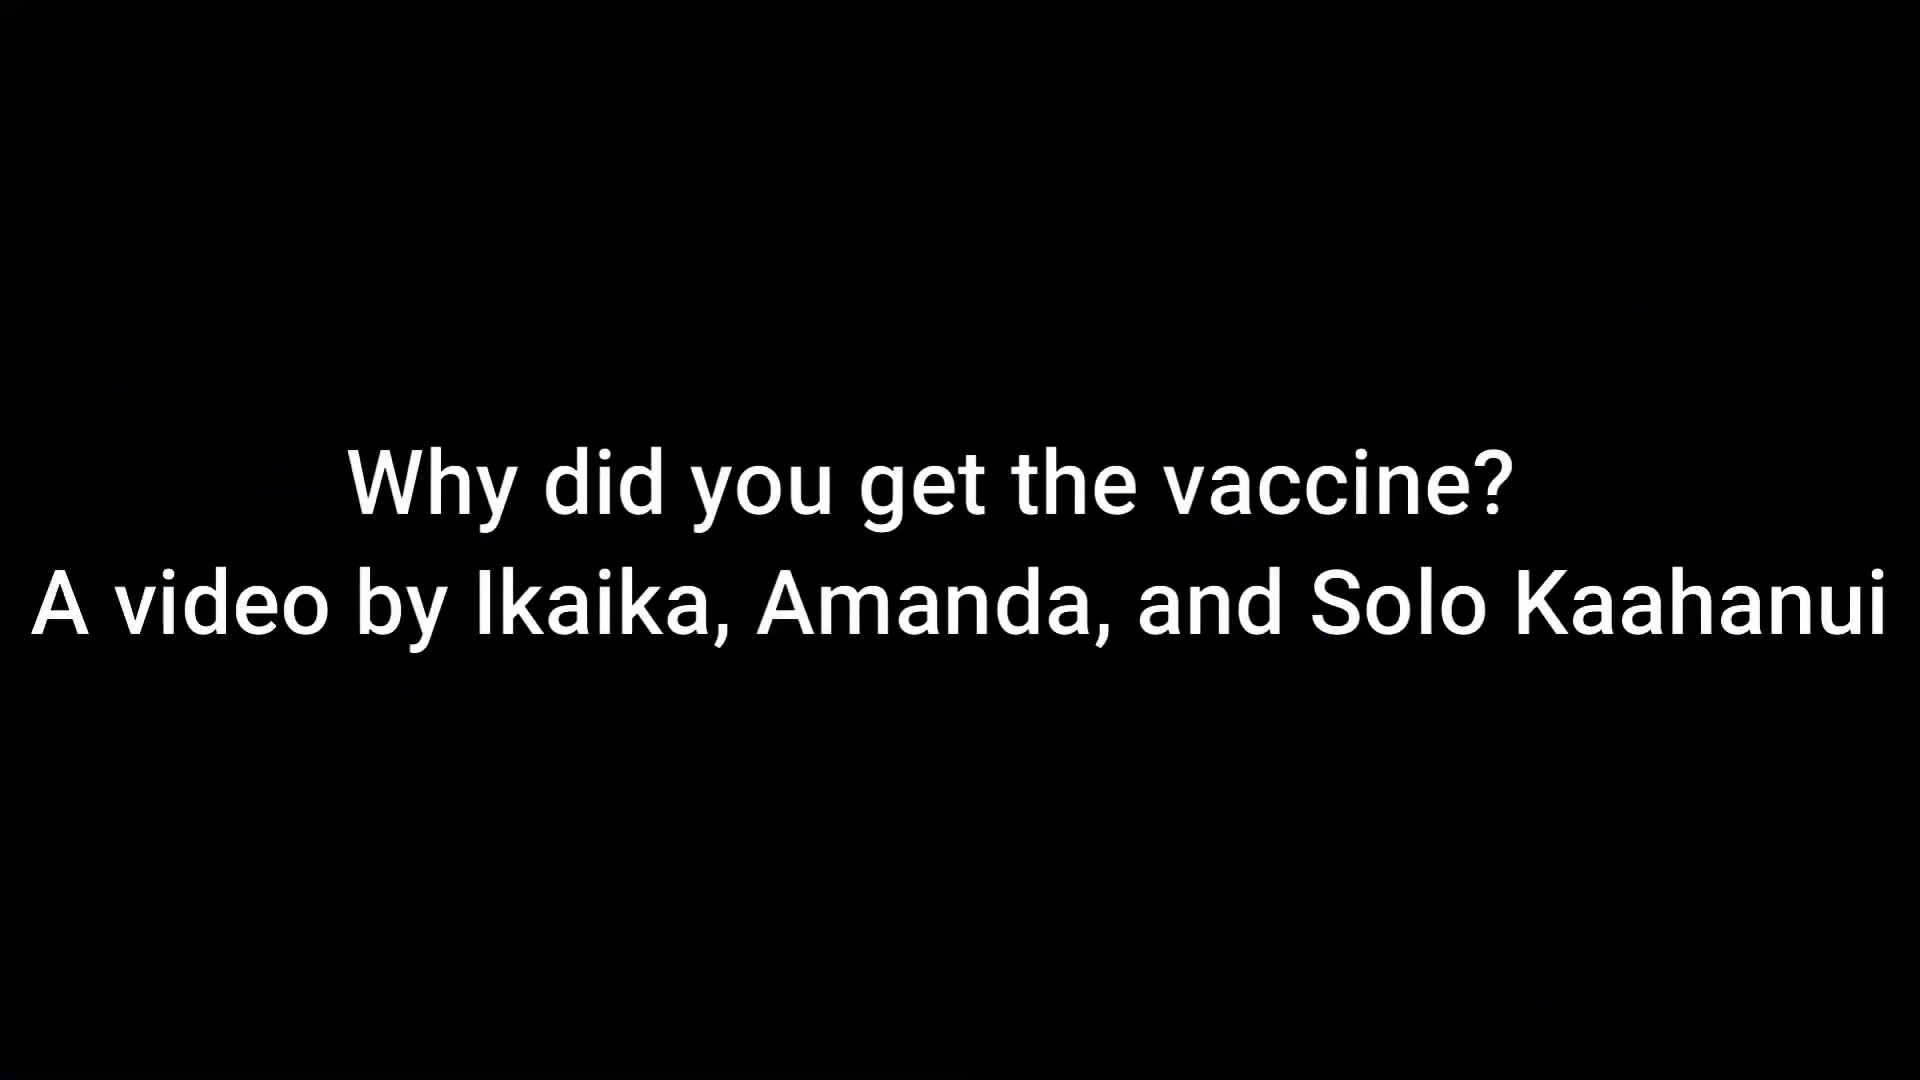 Why did you get the vaccine?
A video by Ikaika, Amanda, and Solo Kaahanui